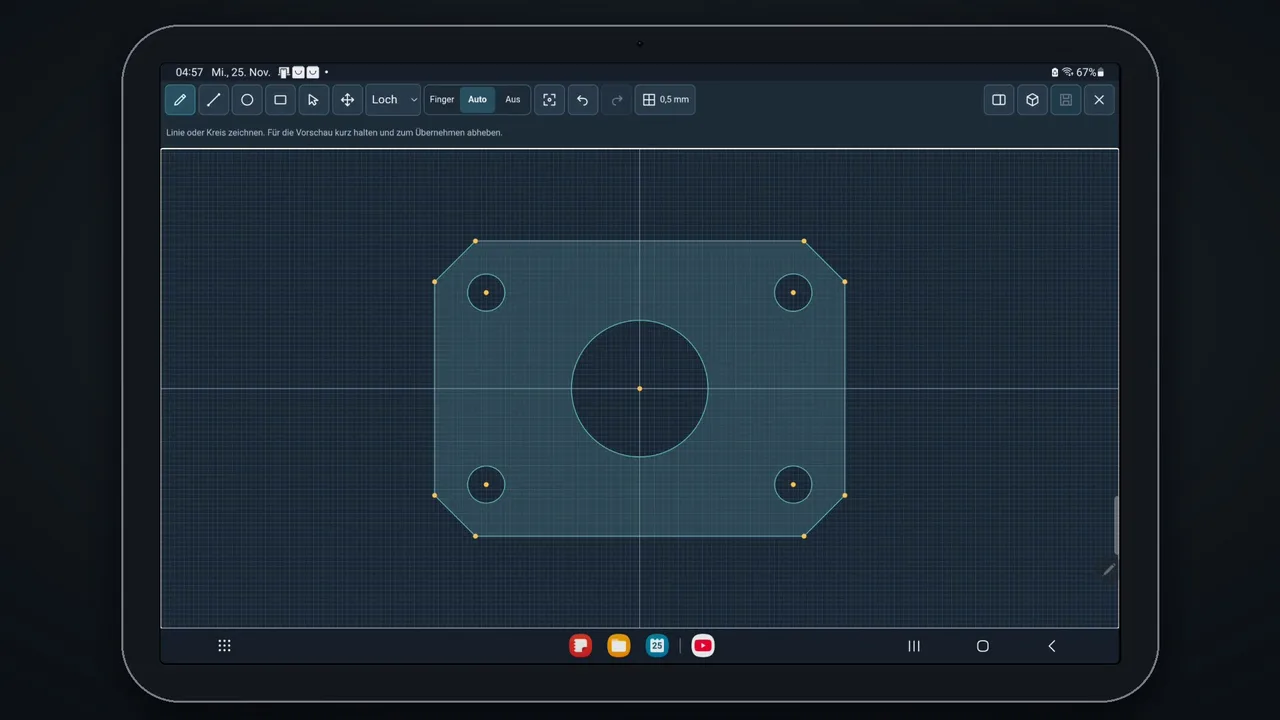 04:57 Mi., 25. Nov. 67%
Loch Finger Auto Aus 0,5 mm
Linie oder Kreis zeichnen. Für die Vorschau kurz halten und zum Übernehmen abheben.
25